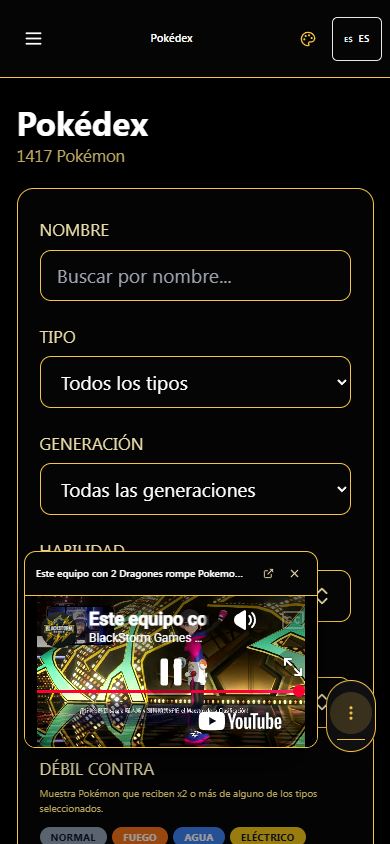 Pokédex
ES ES
Pokédex
1417 Pokémon
NOMBRE
Buscar por nombre...
TIPO
Todos los tipos
GENERACIÓN
Todas las generaciones
HABILIDAD
Este equipo con 2 Dragones rompe Pokemo...
Este equipo co
BlackStorm Games ...
YouTube
DÉBIL CONTRA
Muestra Pokémon que reciben x2 o más de alguno de los tipos
seleccionados.
NORMAL FUEGO AGUA ELÉCTRICO